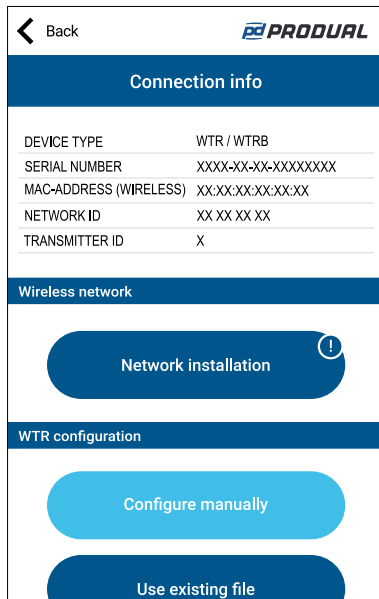 Back
pd PRODUAL
Connection info
DEVICE TYPE WTR / WTRB
SERIAL NUMBER XXXX-XX-XX-XXXXXXXX
MAC-ADDRESS (WIRELESS) XX:XX:XX:XX:XX:XX
NETWORK ID XX XX XX XX
TRANSMITTER ID X
Wireless network
!
Network installation
WTR configuration
Configure manually
Use existing file